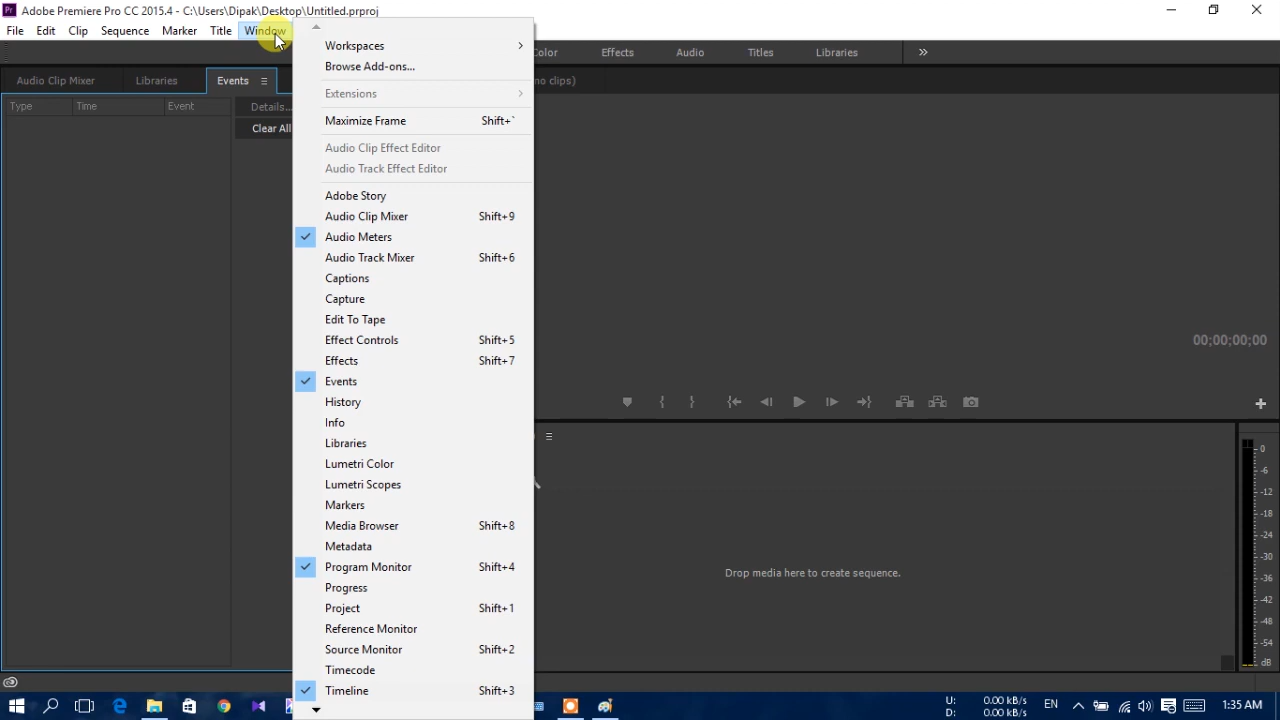 Adobe Premiere Pro CC 2015.4 - C:\Users\Dipak\Desktop\Untitled.prproj
File Edit Clip Sequence Marker Title Window
Color Effects Audio Titles Libraries
Audio Clip Mixer Libraries Events no clips)
Type Time Event Details...
Clear All
Workspaces
Browse Add-ons...
Extensions
Maximize Frame Shift+`
Audio Clip Effect Editor
Audio Track Effect Editor
Adobe Story
Audio Clip Mixer Shift+9
Audio Meters
Audio Track Mixer Shift+6
Captions
Capture
Edit To Tape
Effect Controls Shift+5
Effects Shift+7
Events
History
Info
Libraries
Lumetri Color
Lumetri Scopes
Markers
Media Browser Shift+8
Metadata
Program Monitor Shift+4
Progress
Project Shift+1
Reference Monitor
Source Monitor Shift+2
Timecode
Timeline Shift+3
00;00;00;00
Drop media here to create sequence.
0
-6
-12
-18
-24
-30
-36
-42
-48
-54
dB
U: 0.00 kB/s
D: 0.00 kB/s
EN
1:35 AM